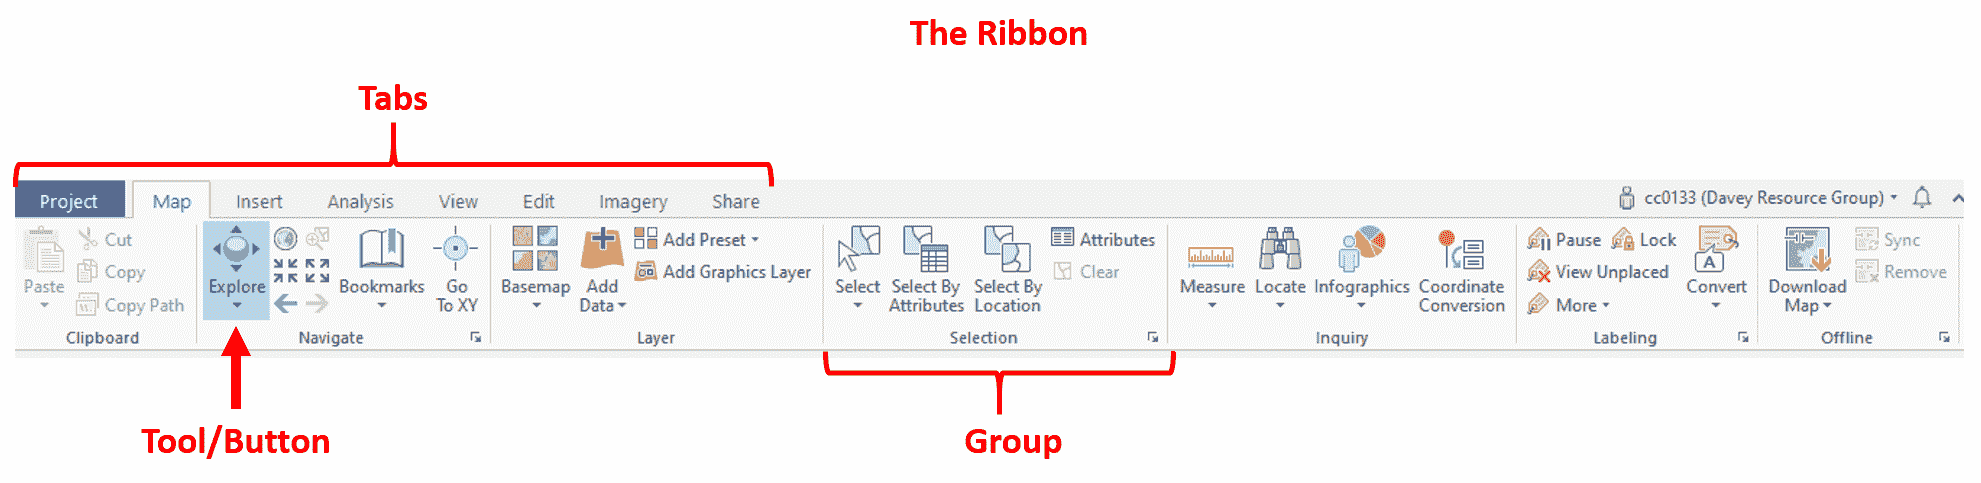 The Ribbon
Tabs
Project Map Insert Analysis View Edit Imagery Share cc0133 (Davey Resource Group)
Paste
Cut
Copy
Copy Path
Clipboard
Explore
Bookmarks
Go
To XY
Navigate
Basemap
Add
Data
Add Preset
Add Graphics Layer
Layer
Select
Select By
Attributes
Select By
Location
Attributes
Clear
Selection
Measure
Locate
Infographics
Coordinate
Conversion
Inquiry
Pause Lock
View Unplaced
More
A
Convert
Labeling
Download
Map
Sync
Remove
Offline
Tool/Button
Group